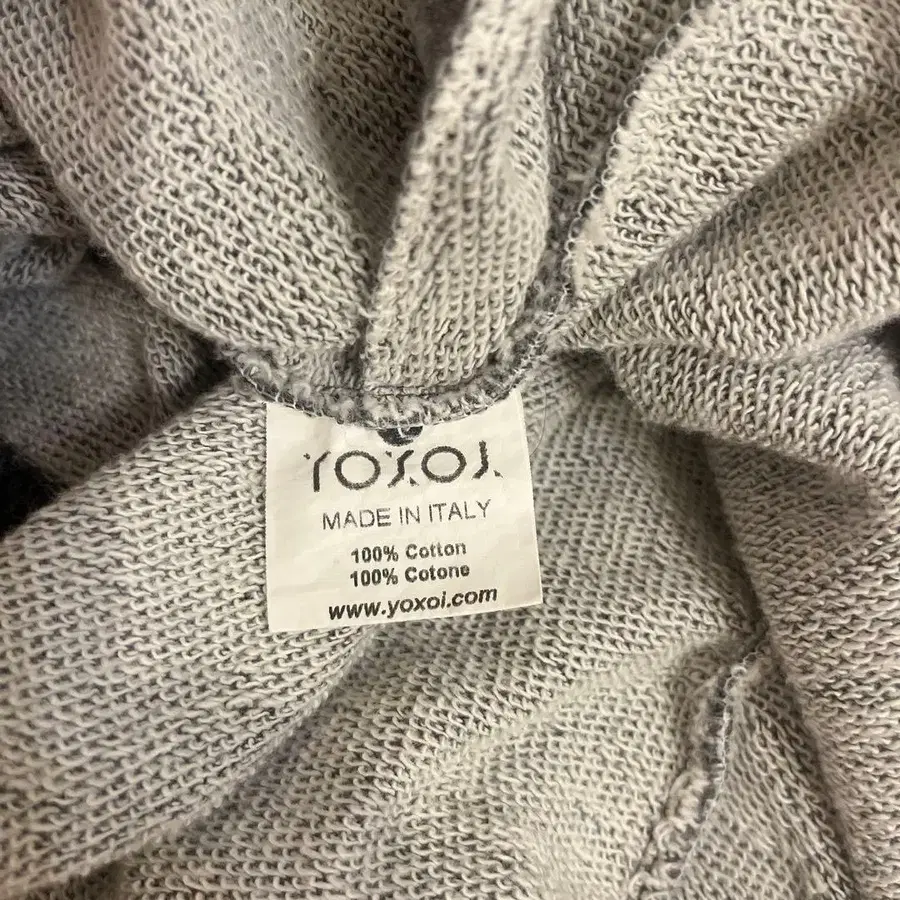 YOXOI
MADE IN ITALY
100% Cotton
100% Cotone
www.yoxoi.com